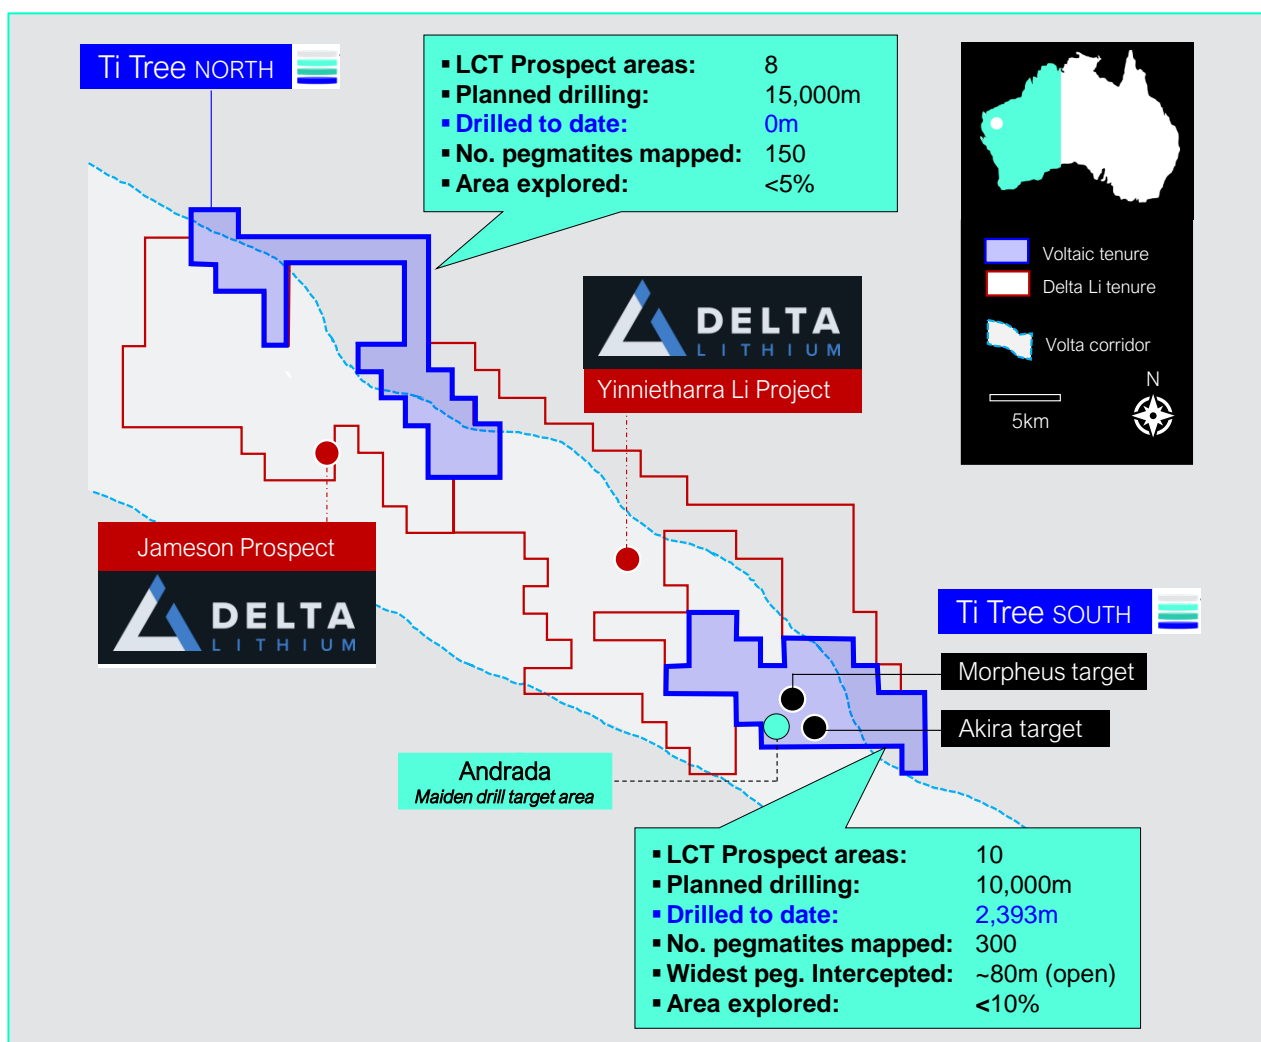 Ti Tree NORTH
▪ LCT Prospect areas: 8
▪ Planned drilling: 15,000m
▪ Drilled to date: 0m
▪ No. pegmatites mapped: 150
▪ Area explored: <5%
Voltaic tenure
Delta Li tenure
Volta corridor
N
5km
DELTA
LITHIUM
Yinnietharra Li Project
Jameson Prospect
DELTA
LITHIUM
Ti Tree SOUTH
Morpheus target
Akira target
Andrada
Maiden drill target area
▪ LCT Prospect areas: 10
▪ Planned drilling: 10,000m
▪ Drilled to date: 2,393m
▪ No. pegmatites mapped: 300
▪ Widest peg. Intercepted: ~80m (open)
▪ Area explored: <10%